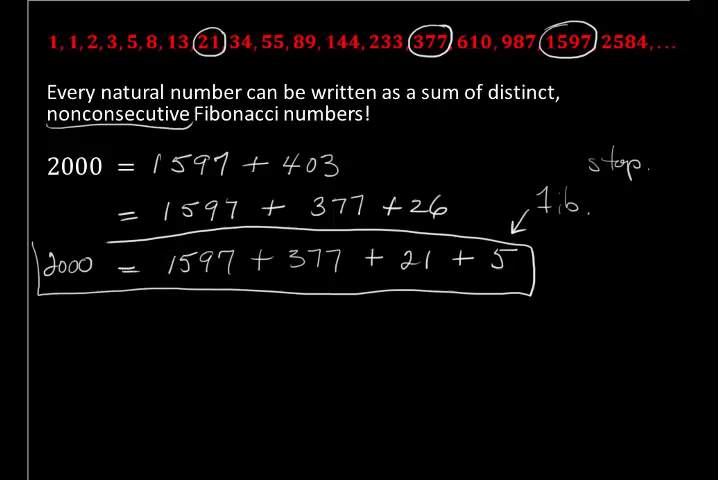 1, 1, 2, 3, 5, 8, 13, 21, 34, 55, 89, 144, 233, 377, 610, 987, 1597, 2584, …
Every natural number can be written as a sum of distinct,
nonconsecutive Fibonacci numbers!
2000 = 1597 + 403 stop.
= 1597 + 377 + 26 fib.
2000 = 1597 + 377 + 21 + 5